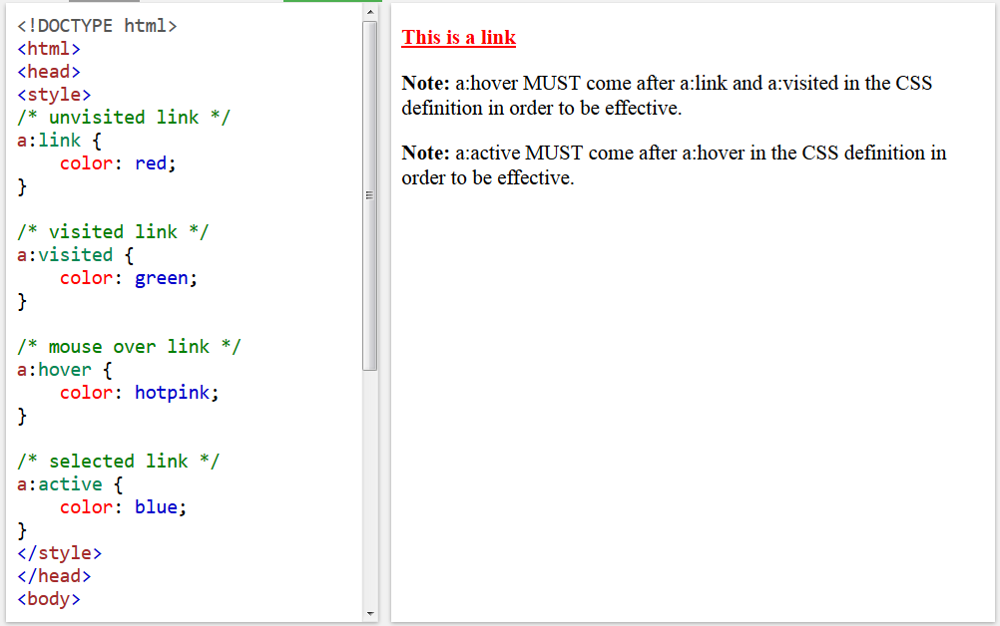 <!DOCTYPE html>
<html>
<head>
<style>
/* unvisited link */
a:link {
    color: red;
}

/* visited link */
a:visited {
    color: green;
}

/* mouse over link */
a:hover {
    color: hotpink;
}

/* selected link */
a:active {
    color: blue;
}
</style>
</head>
<body>
This is a link
Note: a:hover MUST come after a:link and a:visited in the CSS
definition in order to be effective.
Note: a:active MUST come after a:hover in the CSS definition in
order to be effective.